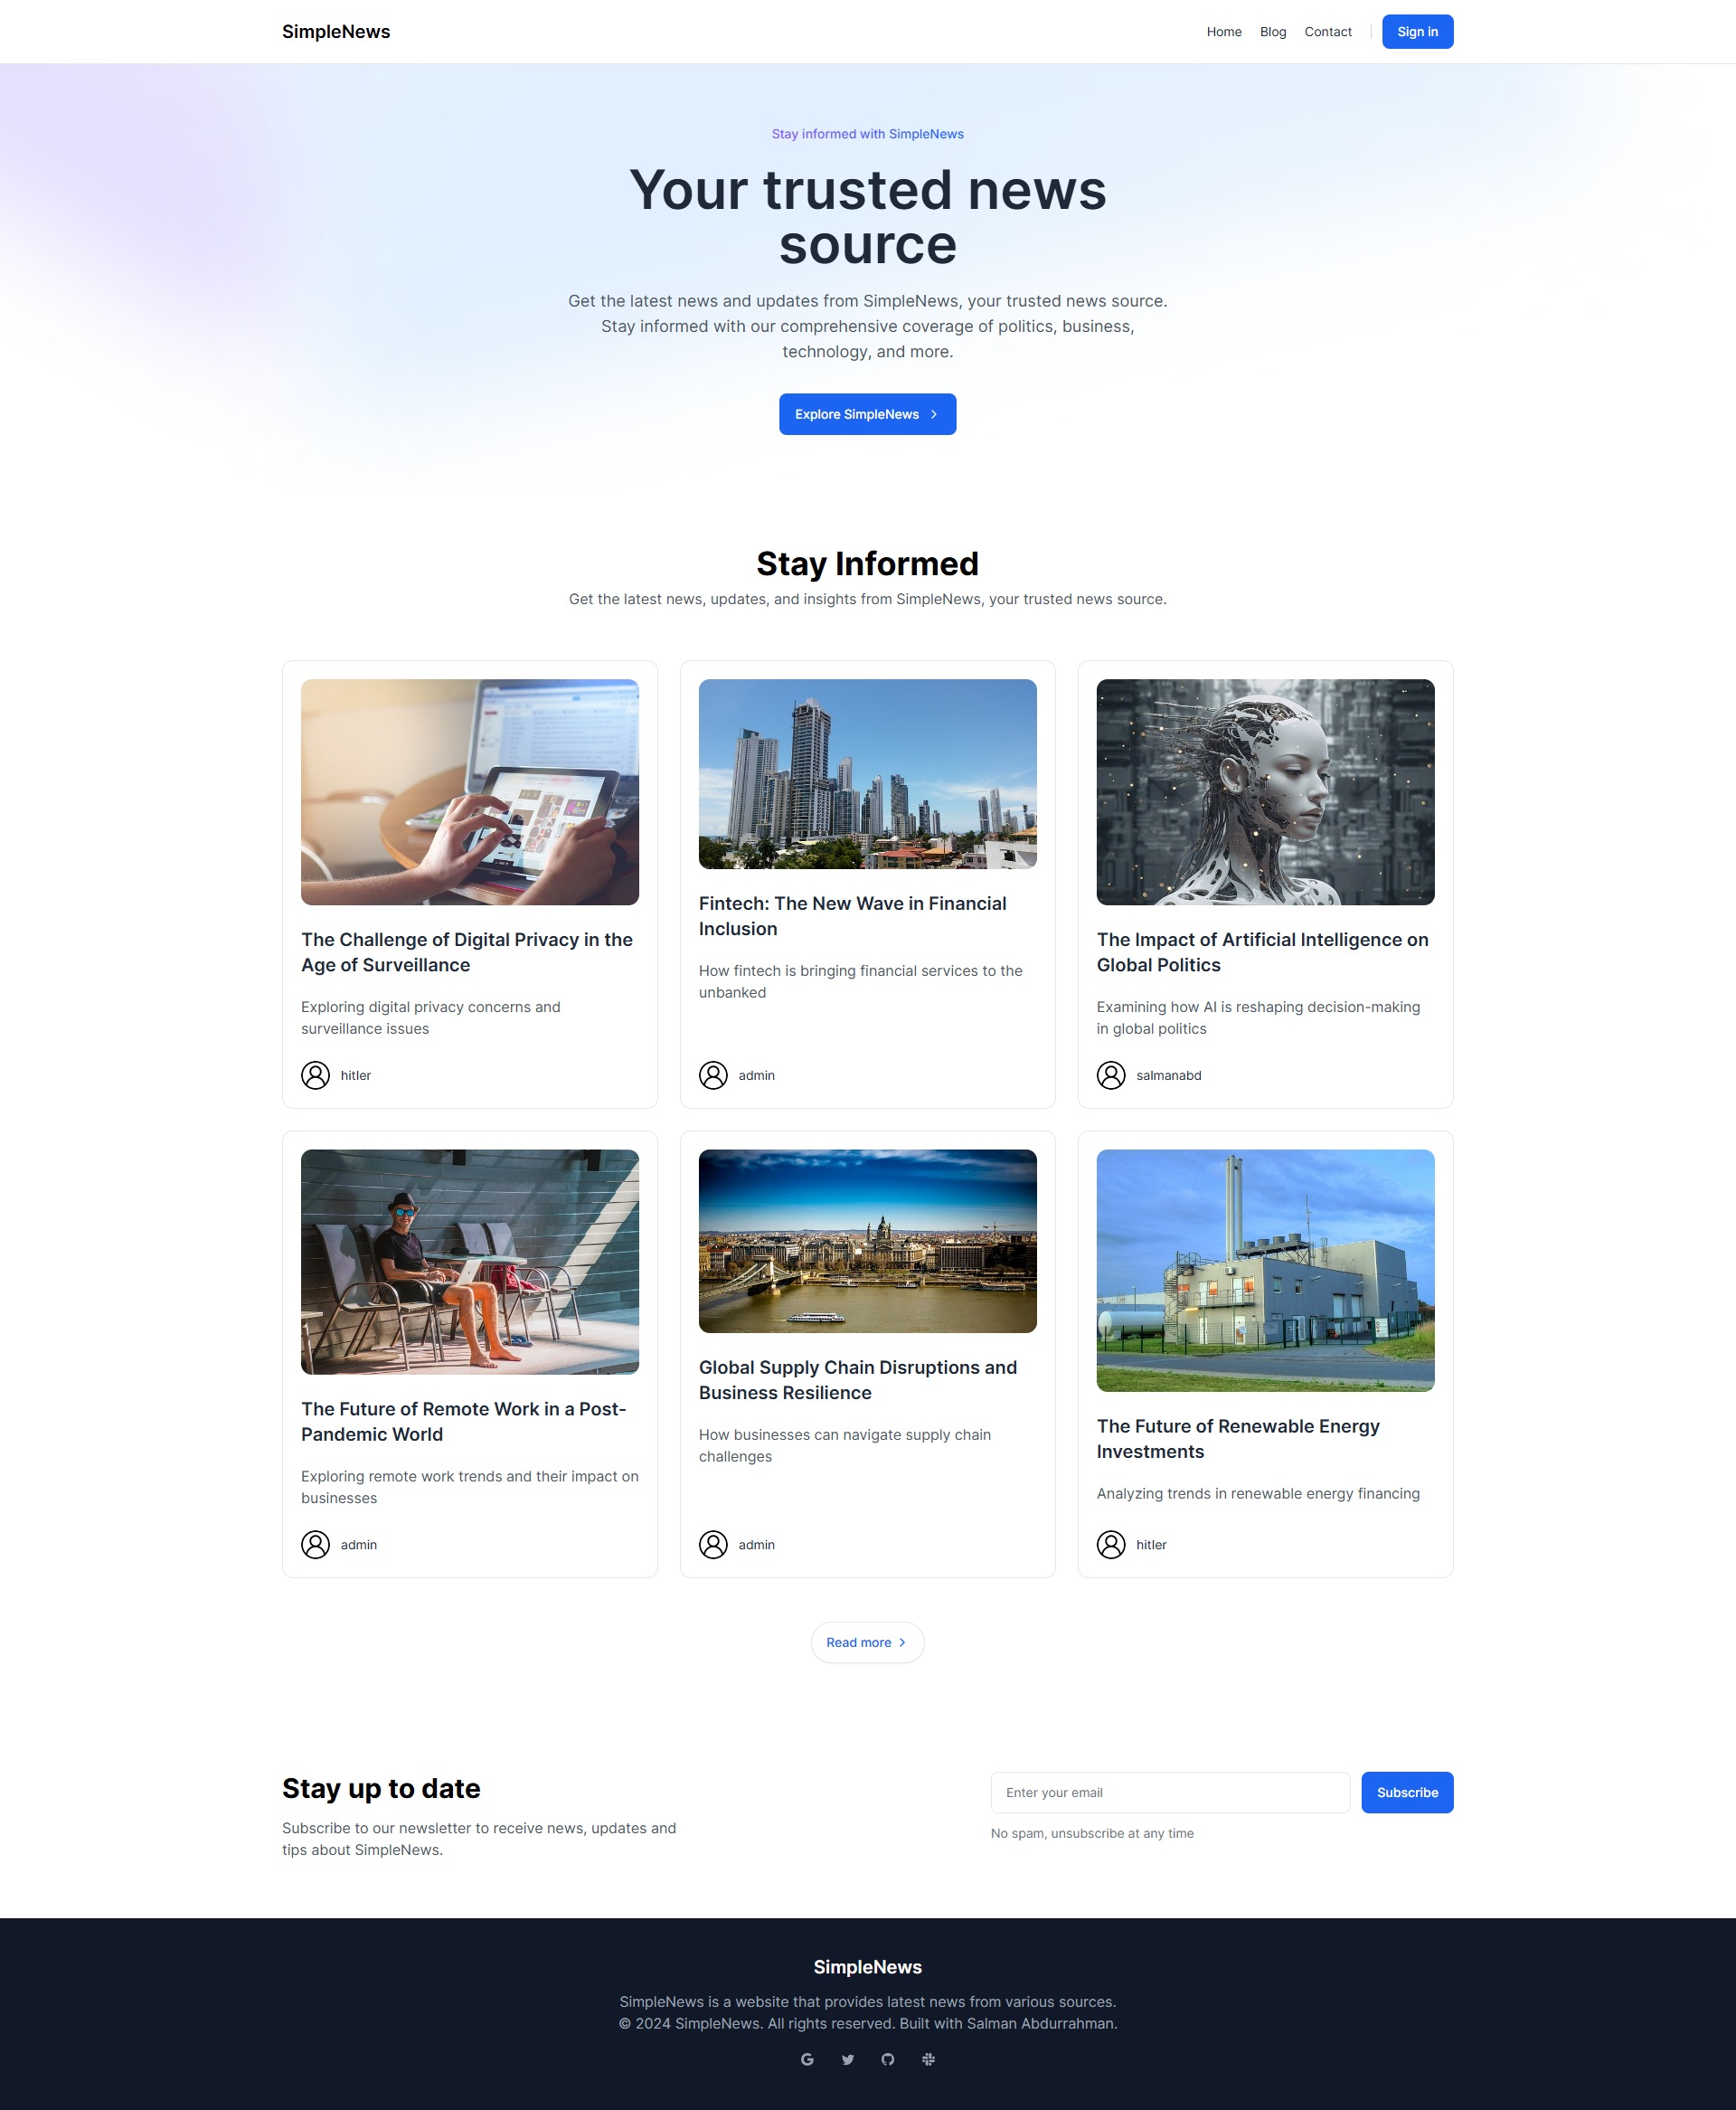 SimpleNews
Home Blog Contact Sign in
Stay informed with SimpleNews
Your trusted news
source
Get the latest news and updates from SimpleNews, your trusted news source.
Stay informed with our comprehensive coverage of politics, business,
technology, and more.
Explore SimpleNews
Stay Informed
Get the latest news, updates, and insights from SimpleNews, your trusted news source.
The Challenge of Digital Privacy in the
Age of Surveillance
Exploring digital privacy concerns and
surveillance issues
hitler
Fintech: The New Wave in Financial
Inclusion
How fintech is bringing financial services to the
unbanked
admin
The Impact of Artificial Intelligence on
Global Politics
Examining how AI is reshaping decision-making
in global politics
salmanabd
The Future of Remote Work in a Post-
Pandemic World
Exploring remote work trends and their impact on
businesses
admin
Global Supply Chain Disruptions and
Business Resilience
How businesses can navigate supply chain
challenges
admin
The Future of Renewable Energy
Investments
Analyzing trends in renewable energy financing
hitler
Read more
Stay up to date
Subscribe to our newsletter to receive news, updates and
tips about SimpleNews.
Enter your email
Subscribe
No spam, unsubscribe at any time
SimpleNews
SimpleNews is a website that provides latest news from various sources.
© 2024 SimpleNews. All rights reserved. Built with Salman Abdurrahman.